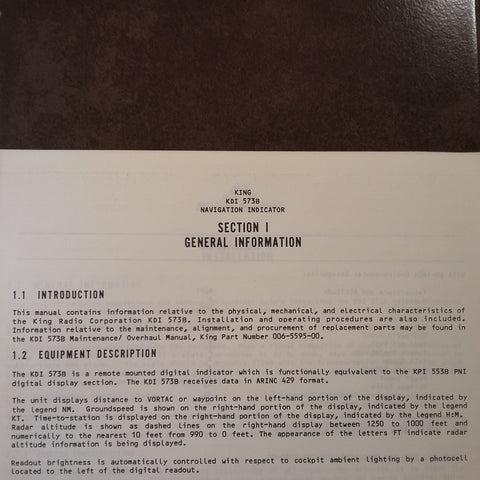 KING
KDI 573B
NAVIGATION INDICATOR
SECTION I
GENERAL INFORMATION
1.1 INTRODUCTION
This manual contains information relative to the physical, mechanical, and electrical characteristics of
the King Radio Corporation KDI 573B. Installation and operating procedures are also included.
Information relative to the maintenance, alignment, and procurement of replacement parts may be found in
the KDI 573B Maintenance/ Overhaul Manual, King Part Number 006-5595-00.
1.2 EQUIPMENT DESCRIPTION
The KDI 573B is a remote mounted digital indicator which is functionally equivalent to the KPI 553B PNI
digital display section. The KDI 573B receives data in ARINC 429 format.
The unit displays distance to VORTAC or waypoint on the left-hand portion of the display, indicated by
the legend NM. Groundspeed is shown on the right-hand portion of the display, indicated by the legend
KT. Time-to-station is displayed on the right-hand portion of the display, indicated by the legend H:M.
Radar altitude is shown as dashed lines on the right-hand display between 1250 to 1000 feet and
numerically to the nearest 10 feet from 990 to 0 feet. The appearance of the letters FT indicate radar
altitude information is being displayed.
Readout brightness is automatically controlled with respect to cockpit ambient lighting by a photocell
located to the left of the digital readout.